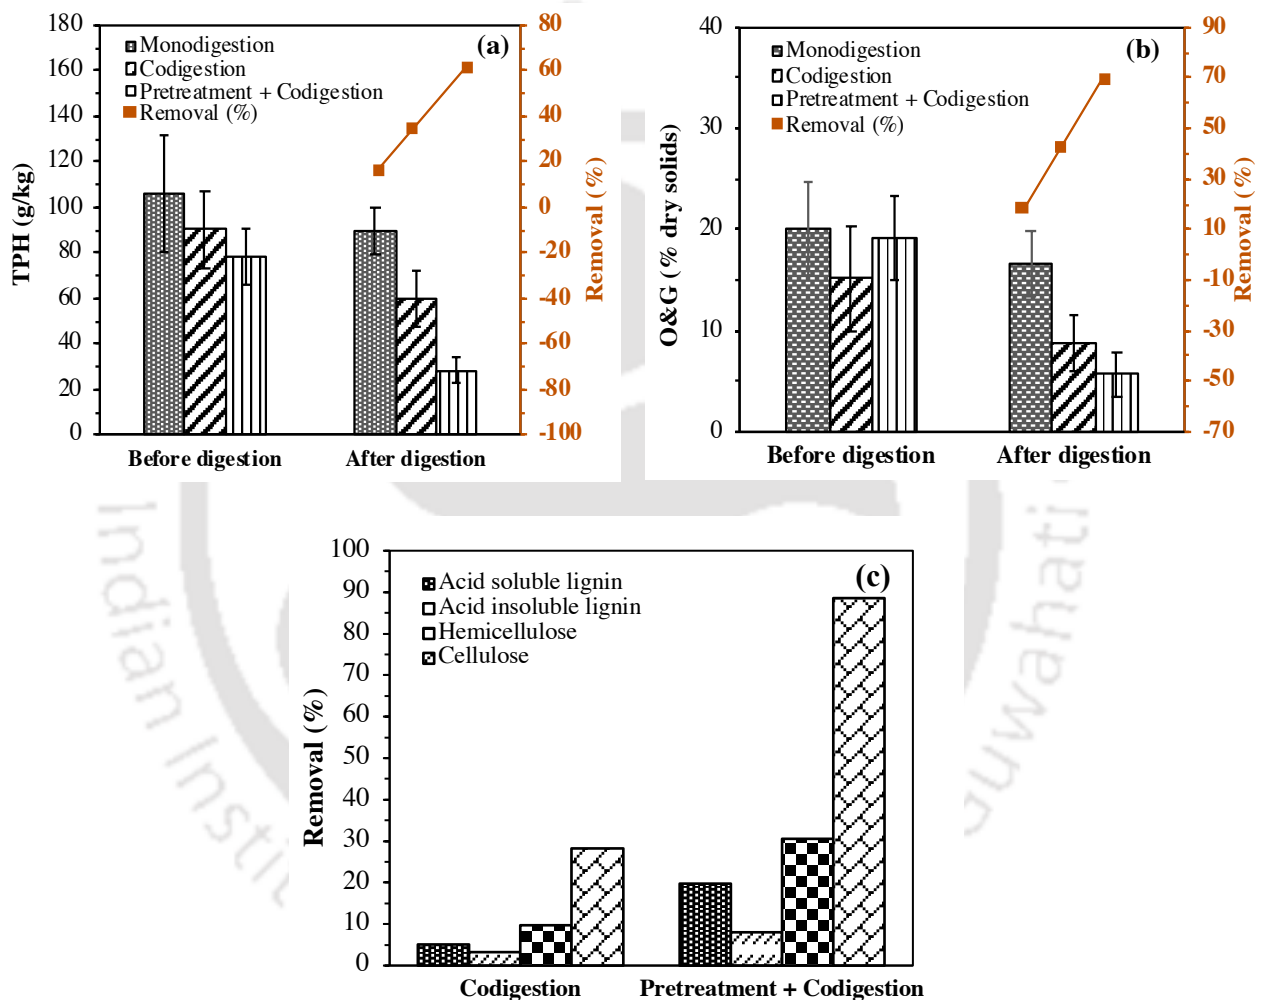 (a)
Monodigestion
Codigestion
Pretreatment + Codigestion
Removal (%)
TPH (g/kg)
180
160
140
120
100
80
60
40
20
0
Removal (%)
80
60
40
20
0
-20
-40
-60
-80
-100
Before digestion After digestion
(b)
Monodigestion
Codigestion
Pretreatment + Codigestion
Removal (%)
O&G (% dry solids)
40
30
20
10
0
Removal (%)
90
70
50
30
10
-10
-30
-50
-70
Before digestion After digestion
(c)
Acid soluble lignin
Acid insoluble lignin
Hemicellulose
Cellulose
Removal (%)
100
90
80
70
60
50
40
30
20
10
0
Codigestion Pretreatment + Codigestion
Indian Instit
Guwahati